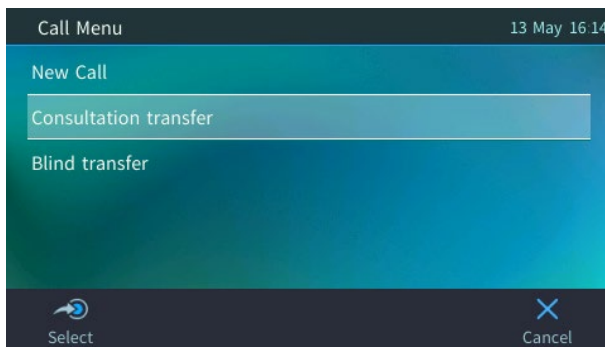 Call Menu 13 May 16:14
New Call
Consultation transfer
Blind transfer
Select Cancel